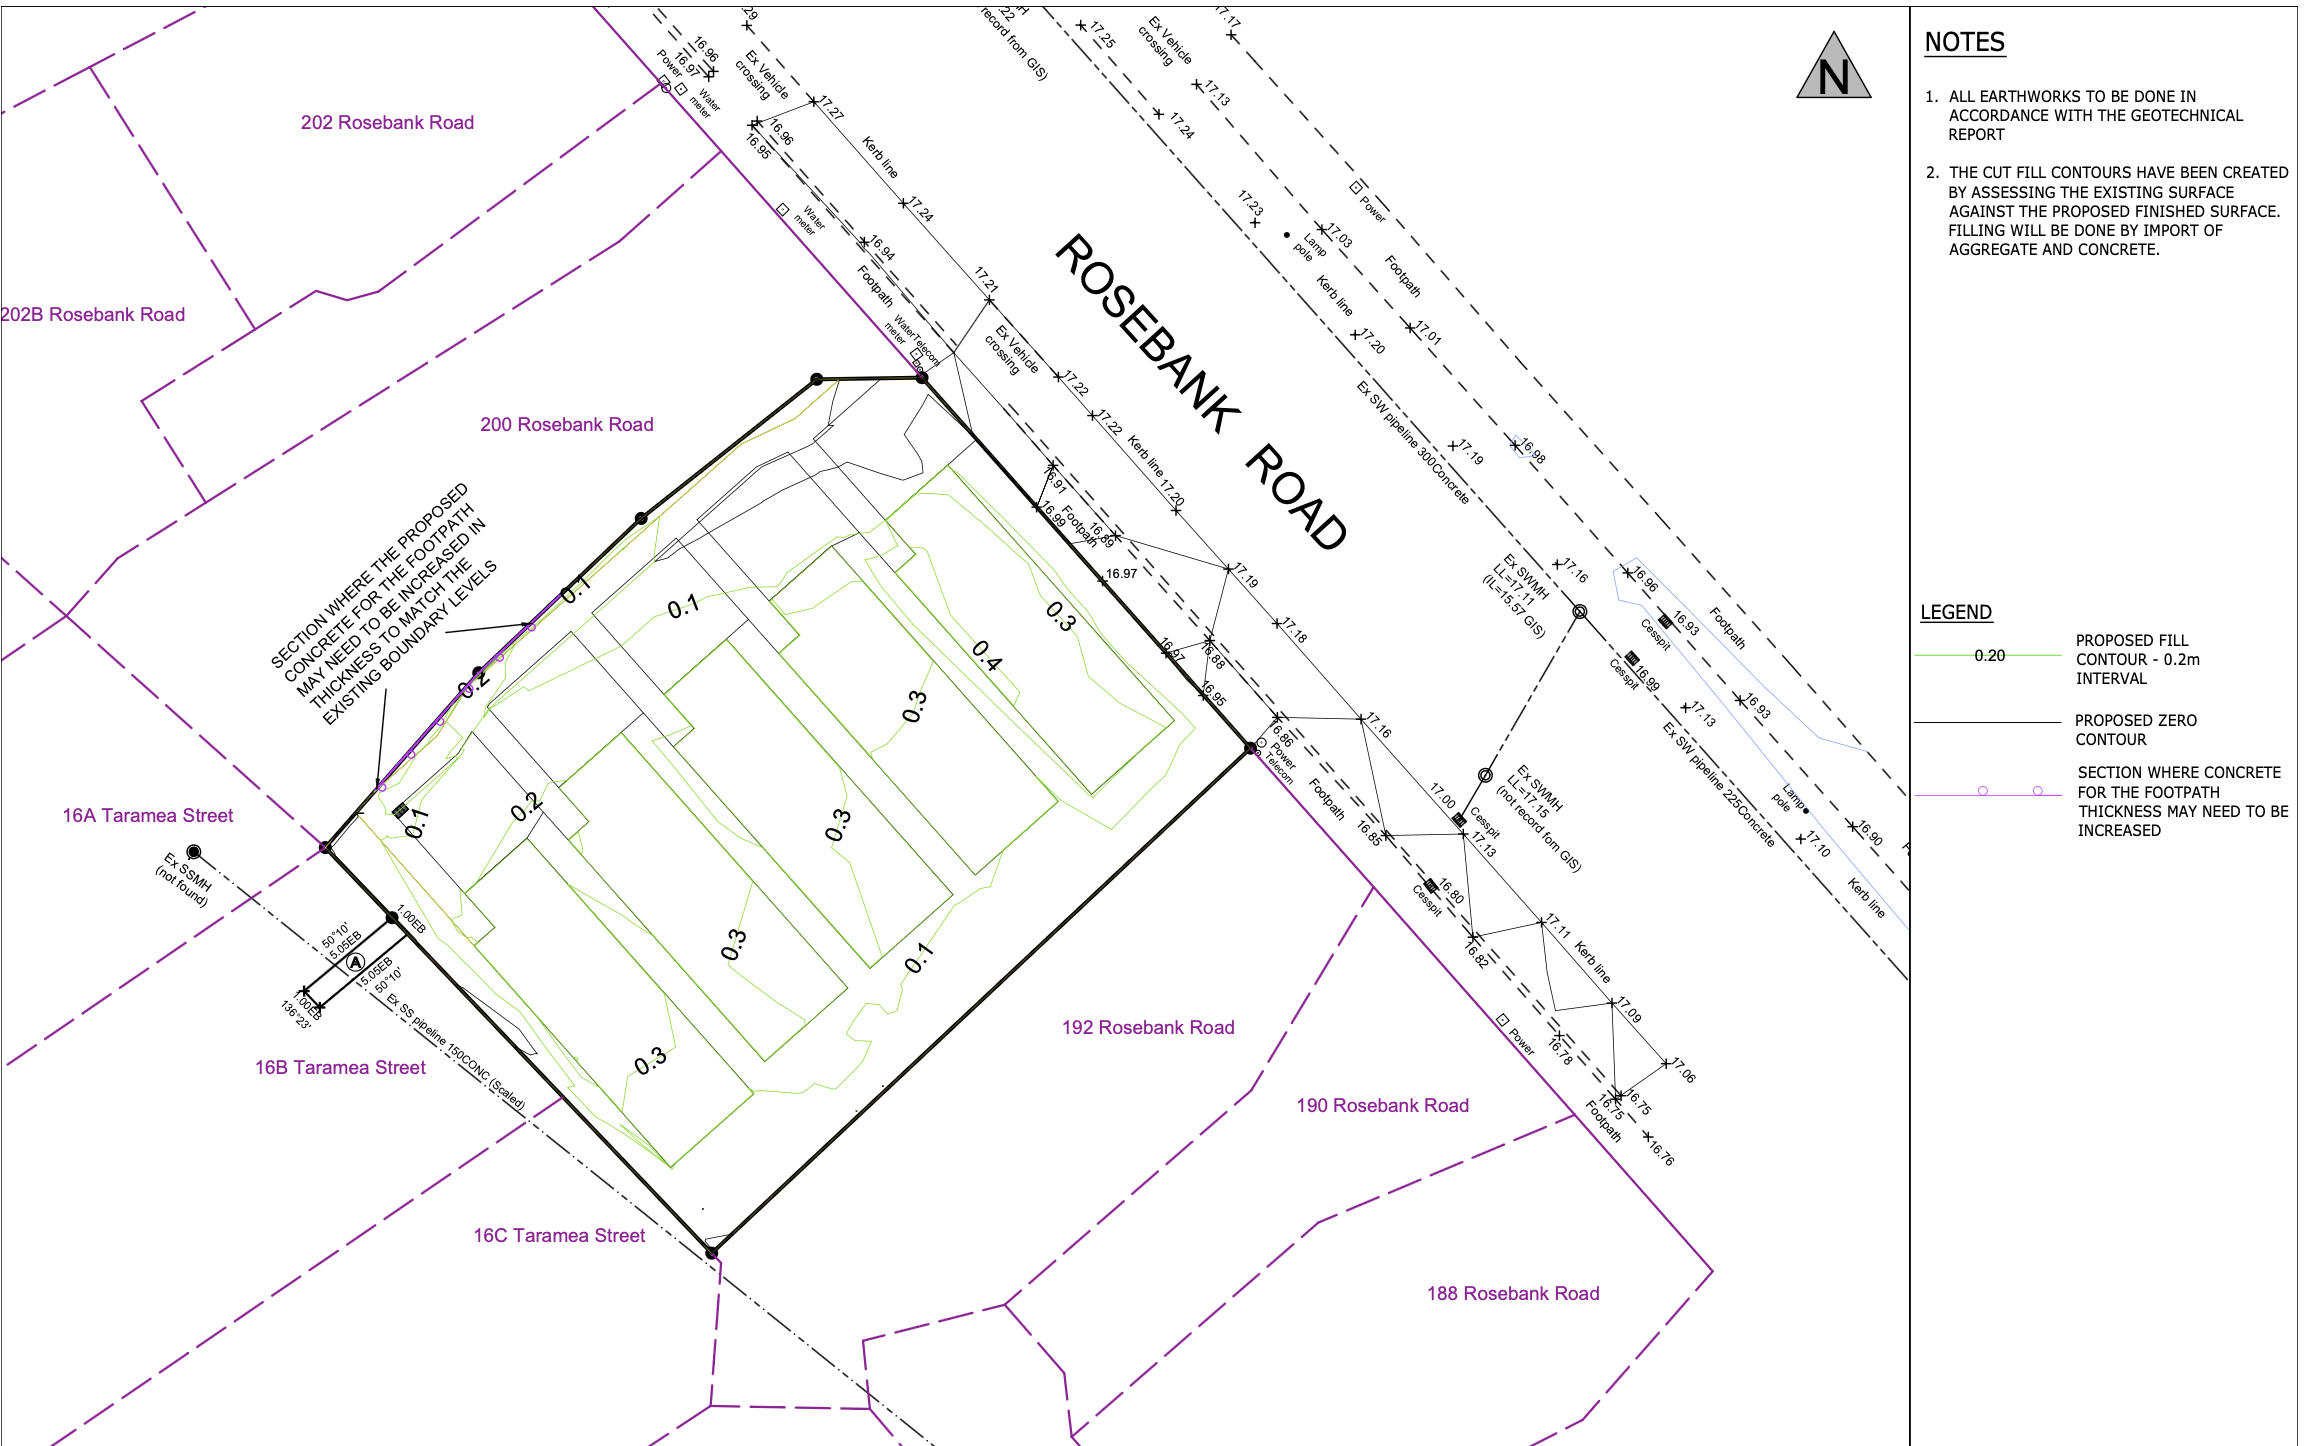 NOTES
1. ALL EARTHWORKS TO BE DONE IN
ACCORDANCE WITH THE GEOTECHNICAL
REPORT
2. THE CUT FILL CONTOURS HAVE BEEN CREATED
BY ASSESSING THE EXISTING SURFACE
AGAINST THE PROPOSED FINISHED SURFACE.
FILLING WILL BE DONE BY IMPORT OF
AGGREGATE AND CONCRETE.
LEGEND
0.20
PROPOSED FILL
CONTOUR - 0.2m
INTERVAL
PROPOSED ZERO
CONTOUR
SECTION WHERE CONCRETE
FOR THE FOOTPATH
THICKNESS MAY NEED TO BE
INCREASED
N
ROSEBANK ROAD
202 Rosebank Road
202B Rosebank Road
200 Rosebank Road
16A Taramea Street
16B Taramea Street
16C Taramea Street
192 Rosebank Road
190 Rosebank Road
188 Rosebank Road
SECTION WHERE THE PROPOSED
CONCRETE FOR THE FOOTPATH
MAY NEED TO BE INCREASED IN
THICKNESS TO MATCH THE
EXISTING BOUNDARY LEVELS
.29
16.96
16.97
Power
Water
meter
Ex Vehicle
crossing
17.27
16.96
16.95
Kerb line
17.24
Water
meter
16.94
Footpath
17.21
Water
meter
Telecom
Ex Vehicle
crossing
17.22
17.22
Kerb line
17.20
16.91
16.99
Footpath
16.89
16.97
17.19
17.18
16.97
16.88
16.95
17.16
16.86
Power
Telecom
Footpath
16.85
17.00
Cesspit
17.13
Ex SWMH
LL=17.15
(not record fom GIS)
16.80
Cesspit
16.82
17.11
Kerb line
17.09
Power
16.78
17.06
16.75
16.75
Footpath
16.76
.22
record from GIS)
17.25
Ex Vehicle
crossing
17.17
17.13
17.24
17.23
Lamp
pole
17.03
Power
Footpath
Kerb line
17.20
17.01
Ex SW pipeline 300Concrete
17.19
16.98
Ex SWMH
LL=17.11
(IL=15.57 GIS)
17.16
16.96
16.93
Cesspit
Footpath
Cesspit
16.99
17.13
16.93
Ex SW pipeline 225Concrete
Lamp
pole
17.10
16.90
Kerb line
0.1
0.1
0.2
0.1
0.2
0.3
0.4
0.3
0.3
0.3
0.1
0.3
Ex SSMH
(not found)
1.00EB
50°10'
5.05EB
A
5.05EB
50°10'
1.00EB
136°23'
Ex SS pipeline 150CONC (Scaled)